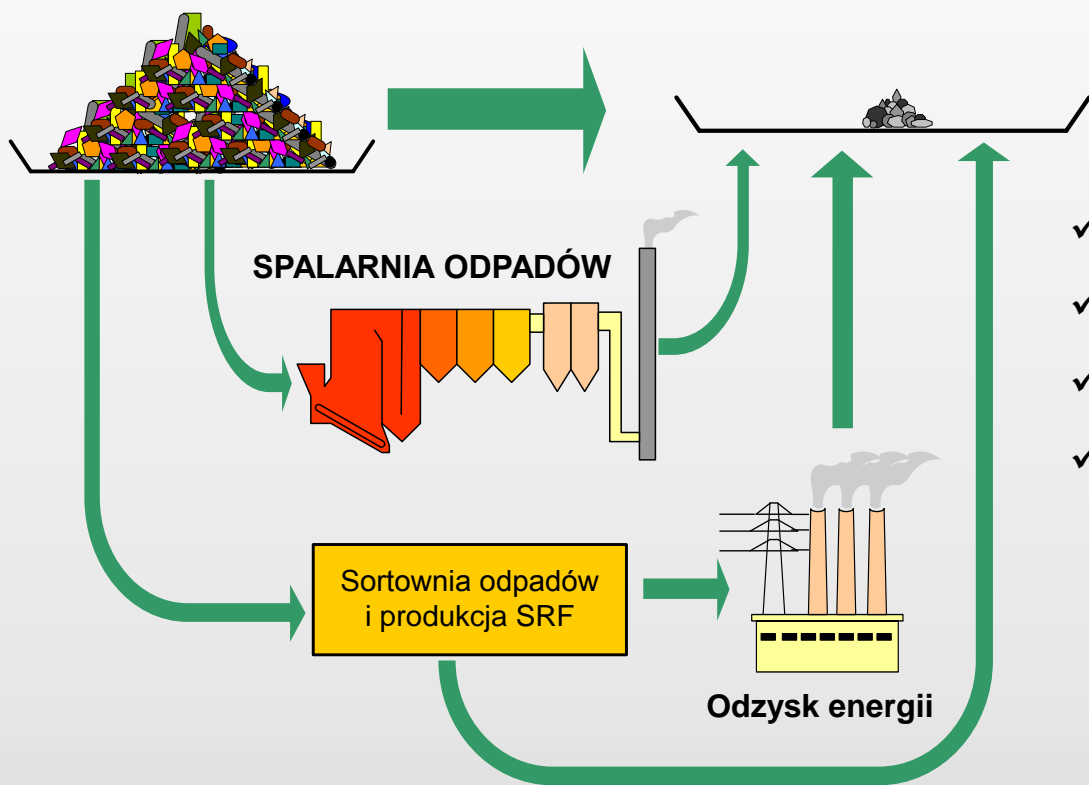 SPALARNIA ODPADÓW
Sortownia odpadów
i produkcja SRF
Odzysk energii